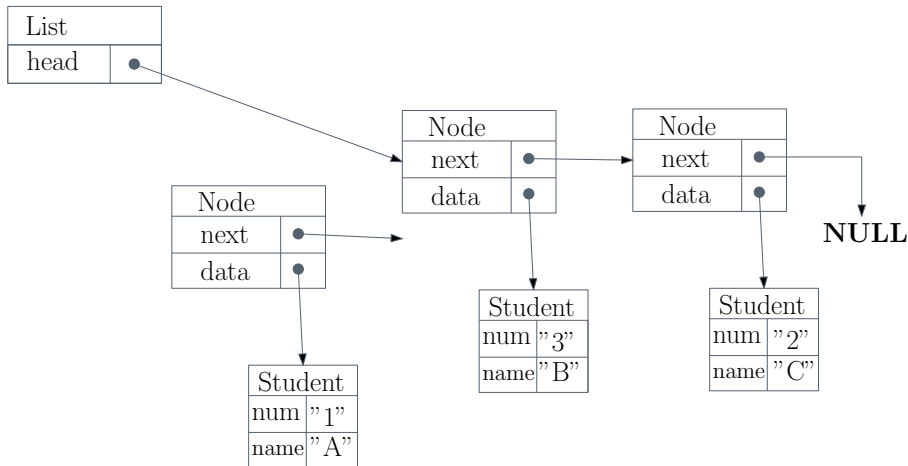 List
head
Node
next
data
Node
next
data
NULL
Node
next
data
Student
num "3"
name "B"
Student
num "2"
name "C"
Student
num "1"
name "A"